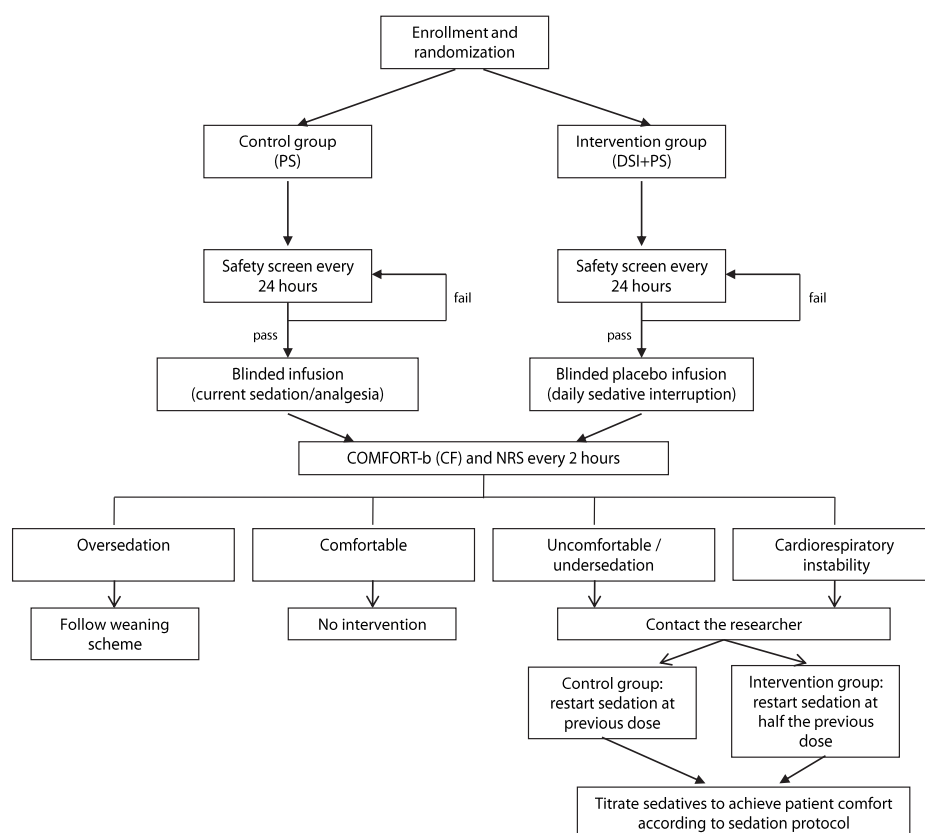 Enrollment and
randomization
Control group
(PS)
Intervention group
(DSI+PS)
Safety screen every
24 hours
fail
pass
Safety screen every
24 hours
fail
pass
Blinded infusion
(current sedation/analgesia)
Blinded placebo infusion
(daily sedative interruption)
COMFORT-b (CF) and NRS every 2 hours
Oversedation
Comfortable
Uncomfortable /
undersedation
Cardiorespiratory
instability
Follow weaning
scheme
No intervention
Contact the researcher
Control group:
restart sedation at
previous dose
Intervention group:
restart sedation at
half the previous
dose
Titrate sedatives to achieve patient comfort
according to sedation protocol